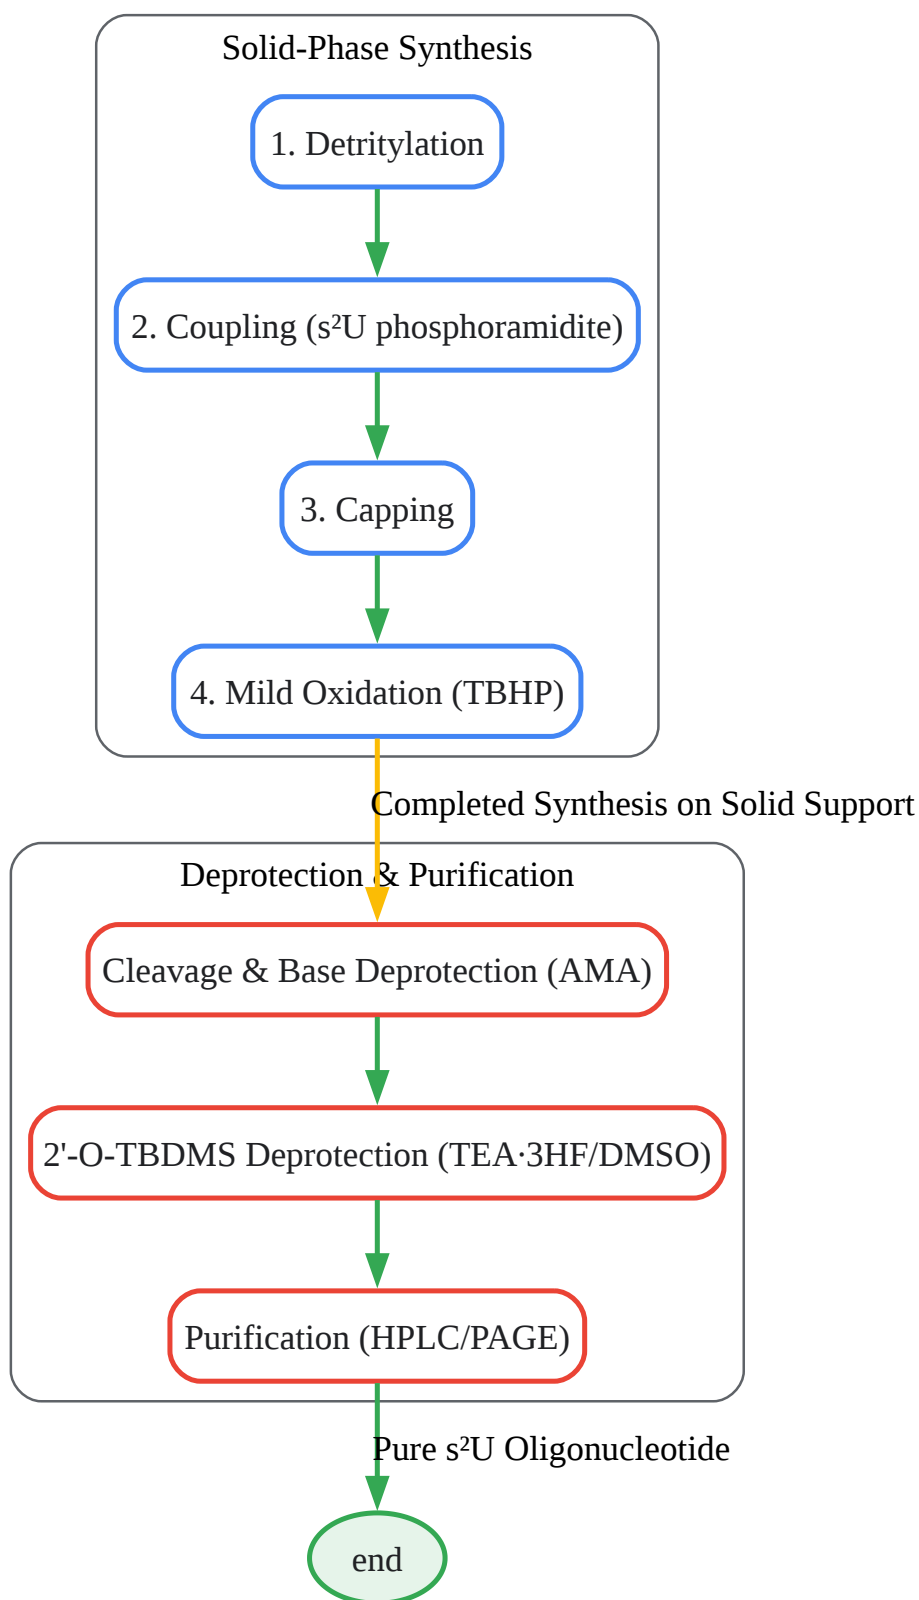 Solid-Phase Synthesis
1. Detritylation
2. Coupling (s²U phosphoramidite)
3. Capping
4. Mild Oxidation (TBHP)
Completed Synthesis on Solid Support
Deprotection & Purification
Cleavage & Base Deprotection (AMA)
2'-O-TBDMS Deprotection (TEA·3HF/DMSO)
Purification (HPLC/PAGE)
Pure s²U Oligonucleotide
end